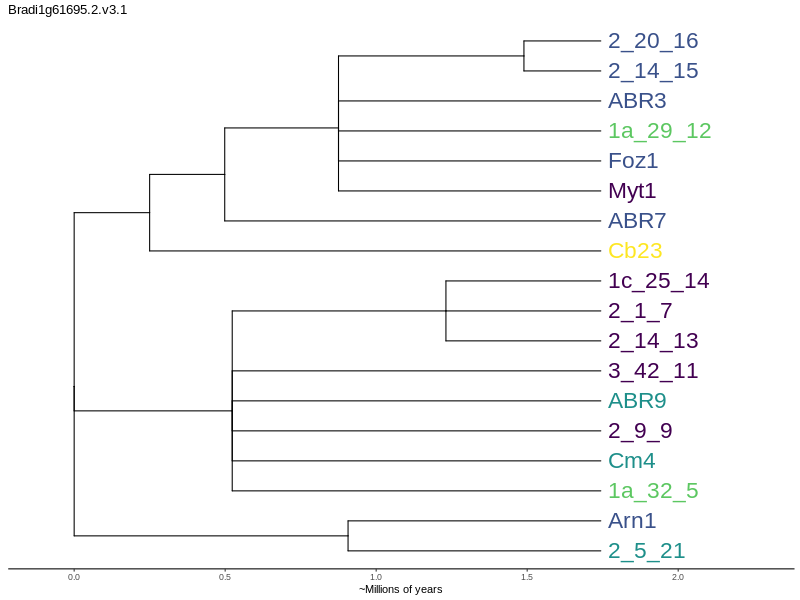 Bradi1g61695.2.v3.1
2_20_16
2_14_15
ABR3
1a_29_12
Foz1
Myt1
ABR7
Cb23
1c_25_14
2_1_7
2_14_13
3_42_11
ABR9
2_9_9
Cm4
1a_32_5
Arn1
2_5_21
0.0 0.5 1.0 1.5 2.0
~Millions of years